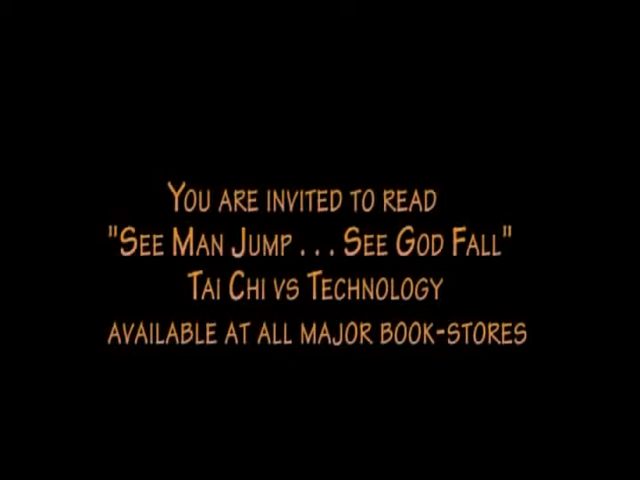 You are invited to read
"See Man Jump . . . See God Fall"
Tai Chi vs Technology
available at all major book-stores